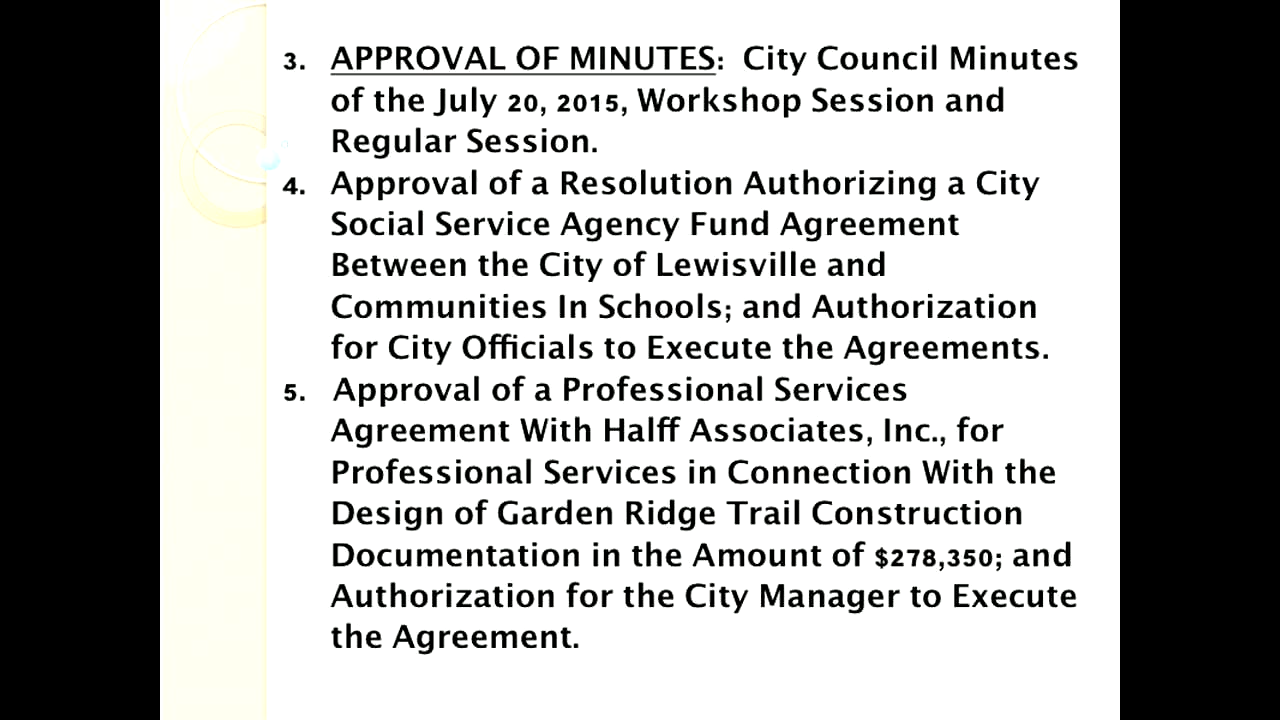 3. APPROVAL OF MINUTES: City Council Minutes
of the July 20, 2015, Workshop Session and
Regular Session.
4. Approval of a Resolution Authorizing a City
Social Service Agency Fund Agreement
Between the City of Lewisville and
Communities In Schools; and Authorization
for City Officials to Execute the Agreements.
5. Approval of a Professional Services
Agreement With Halff Associates, Inc., for
Professional Services in Connection With the
Design of Garden Ridge Trail Construction
Documentation in the Amount of $278,350; and
Authorization for the City Manager to Execute
the Agreement.